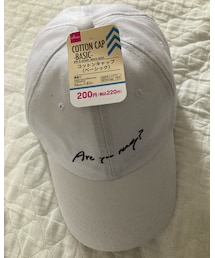 COTTON CAP
-BASIC-
コットンキャップ
（ベーシック）
200円(税込220円)
Are you ready?